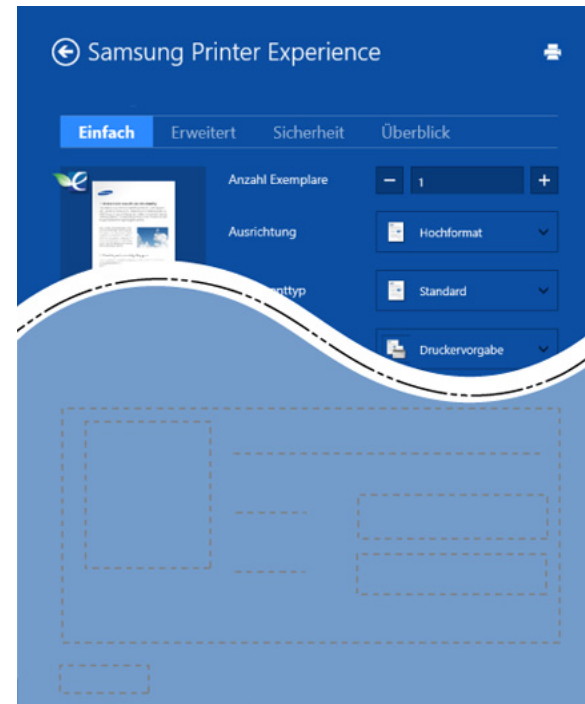 Samsung Printer Experience
Einfach Erweitert Sicherheit Überblick
Anzahl Exemplare 1
Ausrichtung Hochformat
Standard
Druckervorgabe